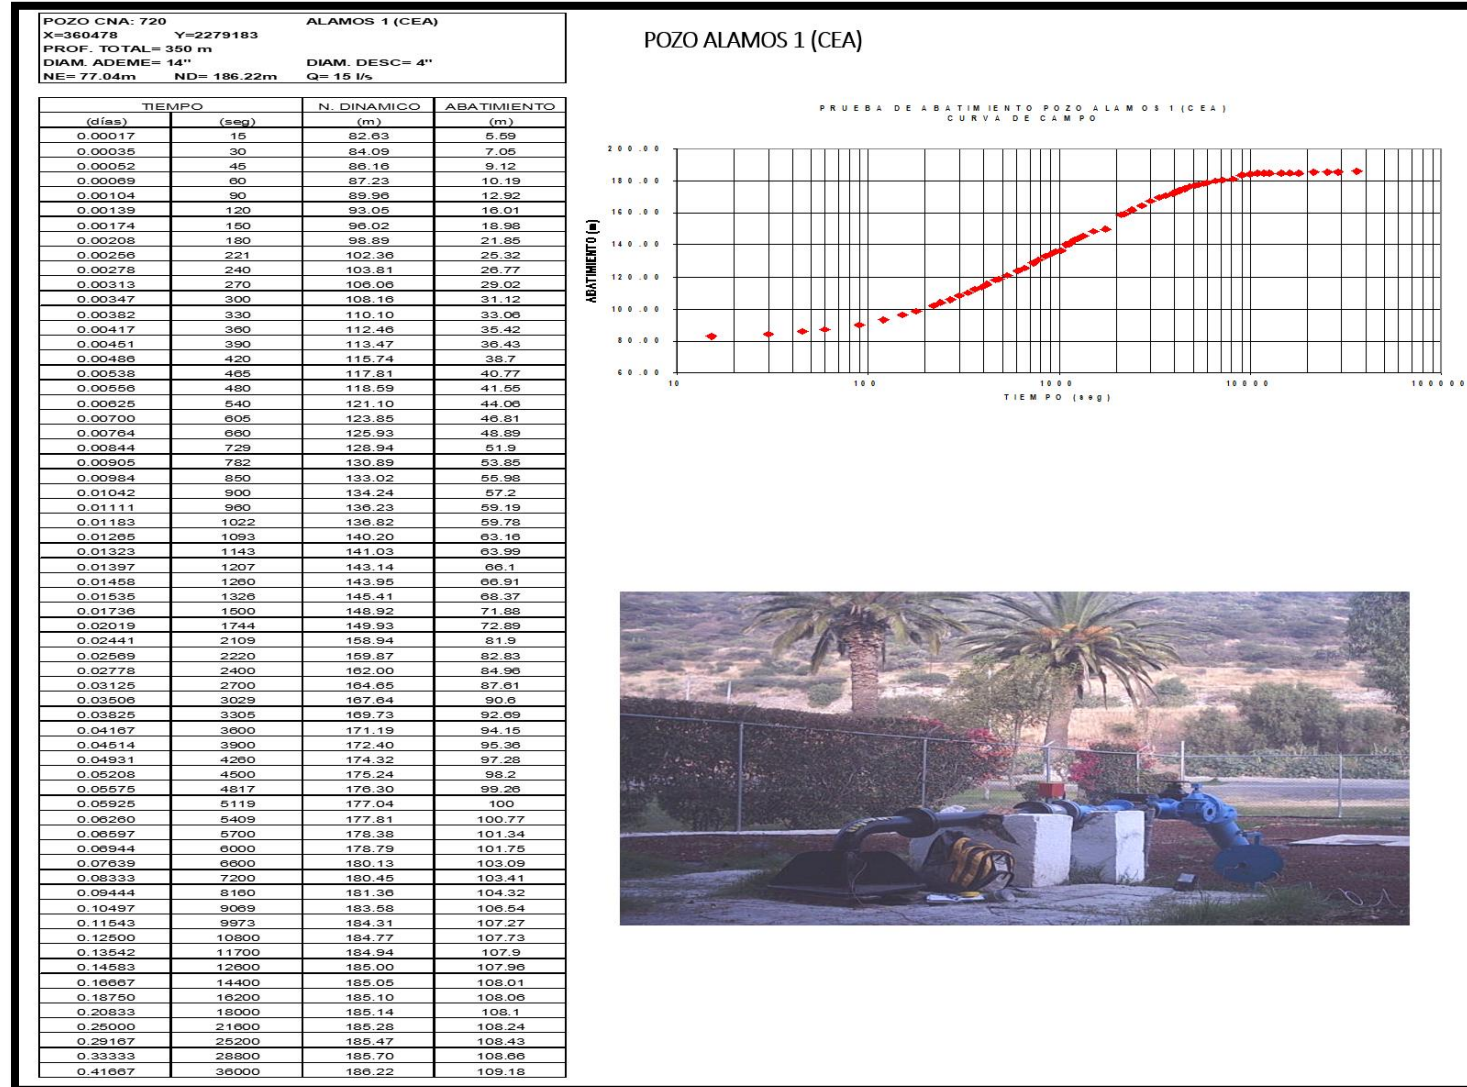 POZO CNA: 720 ALAMOS 1 (CEA)
X=360478 Y=2279183
PROF. TOTAL= 350 m
DIAM. ADEME= 14" DIAM. DESC= 4"
NE= 77.04m ND= 186.22m Q= 15 l/s
TIEMPO N. DINAMICO ABATIMIENTO
(días) (seg) (m) (m)
0.00017 15 82.63 5.59
0.00035 30 84.09 7.05
0.00052 45 86.16 9.12
0.00069 60 87.23 10.19
0.00104 90 89.96 12.92
0.00139 120 93.05 16.01
0.00174 150 96.02 18.98
0.00208 180 98.89 21.85
0.00256 221 102.36 25.32
0.00278 240 103.81 26.77
0.00313 270 106.06 29.02
0.00347 300 108.16 31.12
0.00382 330 110.10 33.06
0.00417 360 112.46 35.42
0.00451 390 113.47 36.43
0.00486 420 115.74 38.7
0.00538 465 117.81 40.77
0.00556 480 118.59 41.55
0.00625 540 121.10 44.06
0.00700 605 123.85 46.81
0.00764 660 125.93 48.89
0.00844 729 128.94 51.9
0.00905 782 130.89 53.85
0.00984 850 133.02 55.98
0.01042 900 134.24 57.2
0.01111 960 136.23 59.19
0.01183 1022 136.82 59.78
0.01265 1093 140.20 63.16
0.01323 1143 141.03 63.99
0.01397 1207 143.14 66.1
0.01458 1260 143.95 66.91
0.01535 1326 145.41 68.37
0.01736 1500 148.92 71.88
0.02019 1744 149.93 72.89
0.02441 2109 158.94 81.9
0.02569 2220 159.87 82.83
0.02778 2400 162.00 84.96
0.03125 2700 164.65 87.61
0.03506 3029 167.64 90.6
0.03825 3305 169.73 92.69
0.04167 3600 171.19 94.15
0.04514 3900 172.40 95.36
0.04931 4260 174.32 97.28
0.05208 4500 175.24 98.2
0.05575 4817 176.30 99.26
0.05925 5119 177.04 100
0.06260 5409 177.81 100.77
0.06597 5700 178.38 101.34
0.06944 6000 178.79 101.75
0.07639 6600 180.13 103.09
0.08333 7200 180.45 103.41
0.09444 8160 181.36 104.32
0.10497 9069 183.58 106.54
0.11543 9973 184.31 107.27
0.12500 10800 184.77 107.73
0.13542 11700 184.94 107.9
0.14583 12600 185.00 107.96
0.16667 14400 185.05 108.01
0.18750 16200 185.10 108.06
0.20833 18000 185.14 108.1
0.25000 21600 185.28 108.24
0.29167 25200 185.47 108.43
0.33333 28800 185.70 108.66
0.41667 36000 186.22 109.18
POZO ALAMOS 1 (CEA)
PRUEBA DE ABATIMIENTO POZO ALAMOS 1 (CEA)
CURVA DE CAMPO
200.00
180.00
160.00
140.00
120.00
100.00
80.00
60.00
ABATIMIENTO (m)
10 100 1000 10000 100000
TIEMPO (seg)